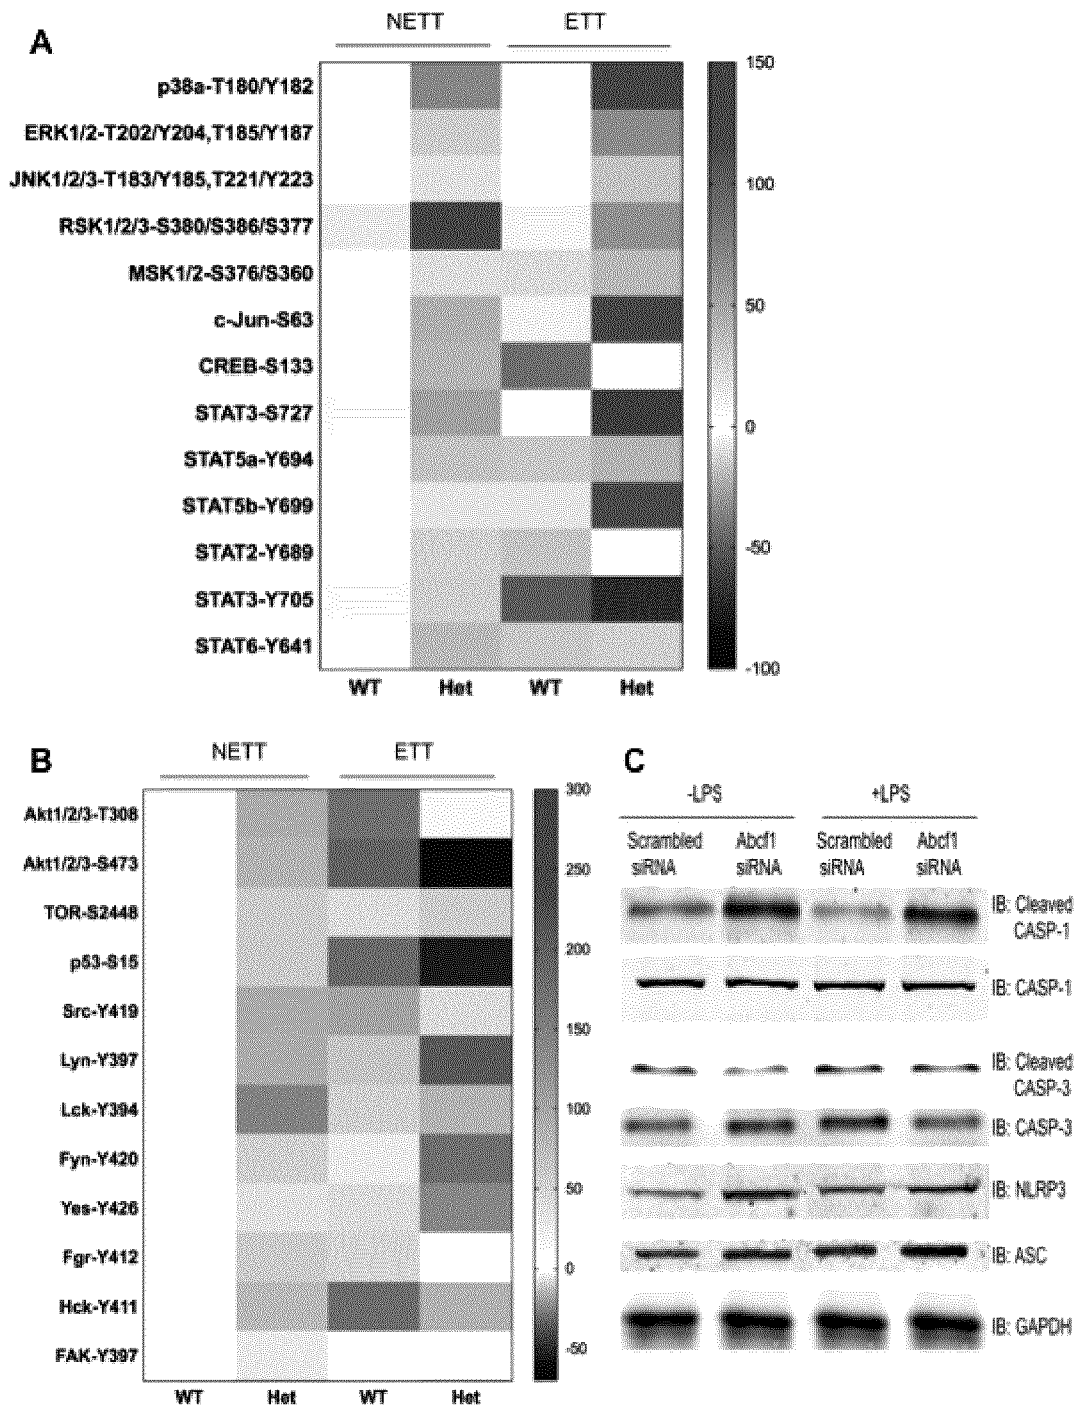 A
NETT ETT
p38a-T180/Y182
ERK1/2-T202/Y204,T185/Y187
JNK1/2/3-T183/Y185,T221/Y223
RSK1/2/3-S380/S386/S377
MSK1/2-S376/S360
c-Jun-S63
CREB-S133
STAT3-S727
STAT5a-Y694
STAT5b-Y699
STAT2-Y689
STAT3-Y705
STAT6-Y641
WT Het WT Het
150
100
50
0
-50
-100
B
NETT ETT
Akt1/2/3-T308
Akt1/2/3-S473
TOR-S2448
p53-S15
Src-Y419
Lyn-Y397
Lck-Y394
Fyn-Y420
Yes-Y426
Fgr-Y412
Hck-Y411
FAK-Y397
WT Het WT Het
300
250
200
150
100
50
0
-50
C
-LPS +LPS
Scrambled Abcf1 Scrambled Abcf1
siRNA siRNA siRNA siRNA
IB: Cleaved
CASP-1
IB: CASP-1
IB: Cleaved
CASP-3
IB: CASP-3
IB: NLRP3
IB: ASC
IB: GAPDH